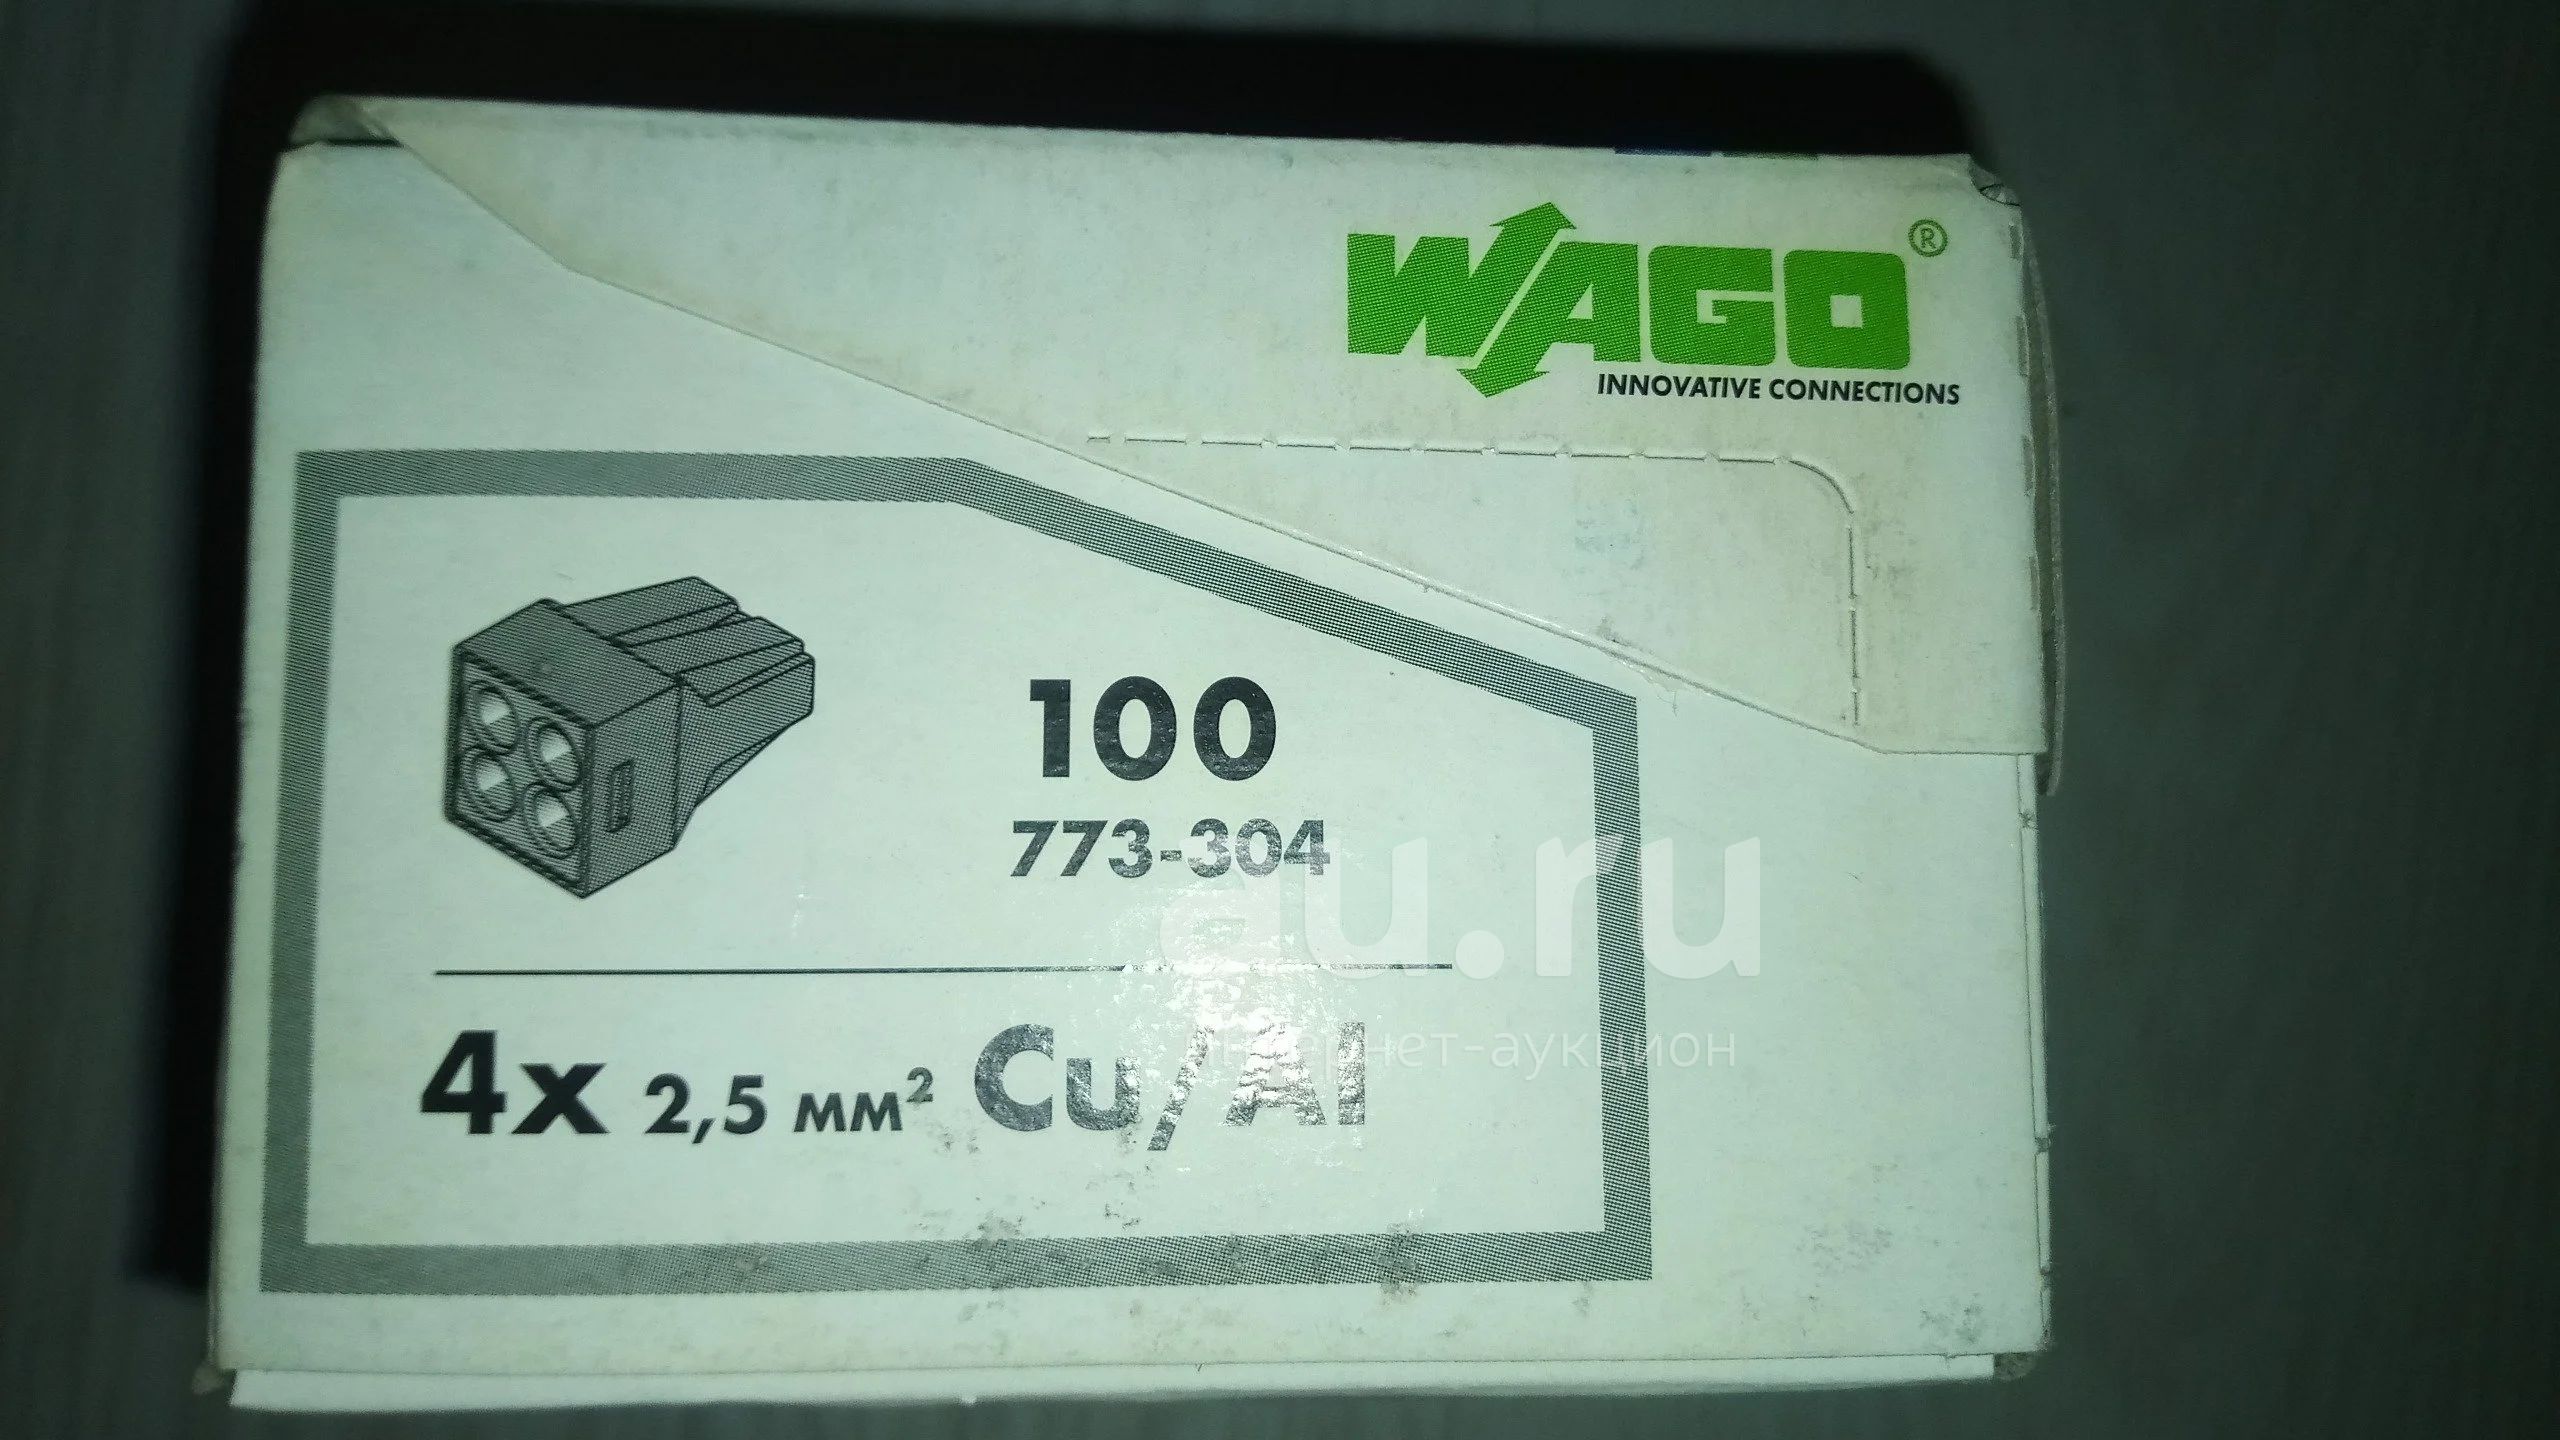 WAGO®
INNOVATIVE CONNECTIONS
100
773-304
au.ru
интернет-аукцион
4x 2,5 мм² Cu/Al